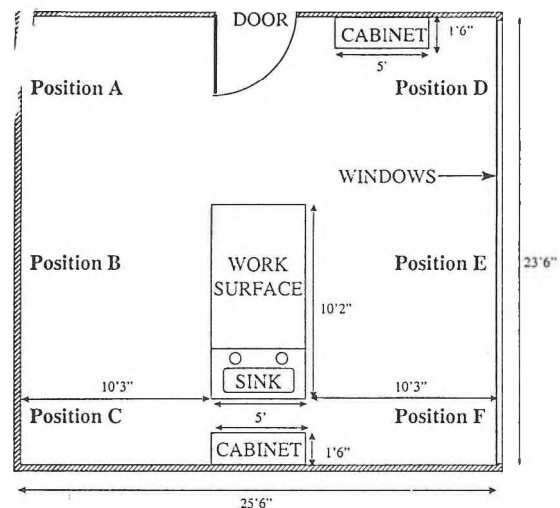 DOOR
CABINET
1'6"
5'
Position A
Position D
WINDOWS
Position B
WORK
SURFACE
Position E
23'6"
10'2"
10'3"
SINK
10'3"
Position C
5'
Position F
CABINET
1'6"
25'6"